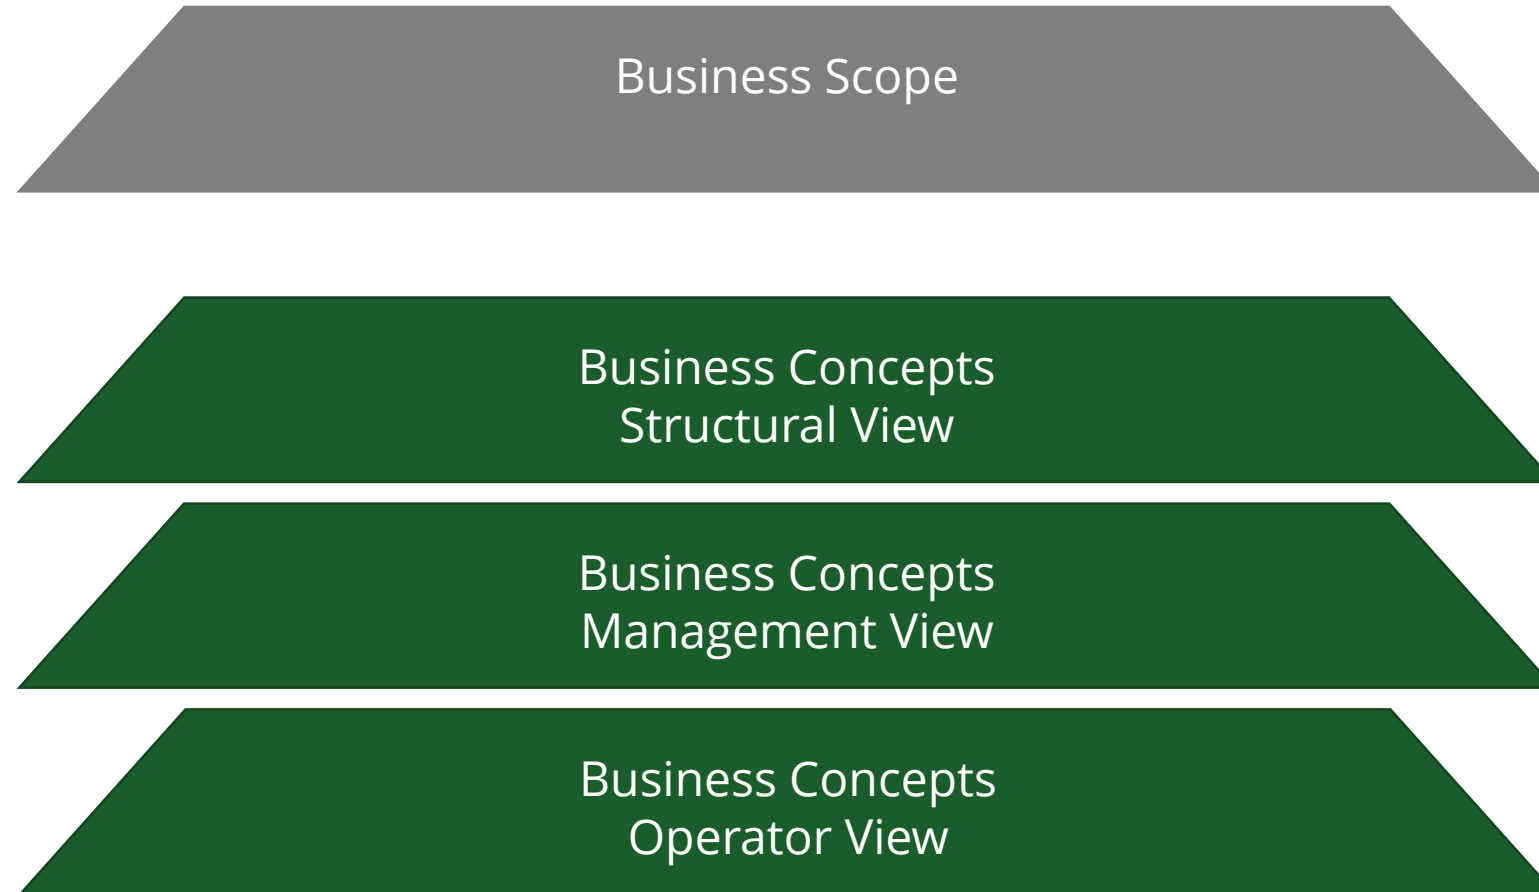 Business Scope
Business Concepts
Structural View
Business Concepts
Management View
Business Concepts
Operator View